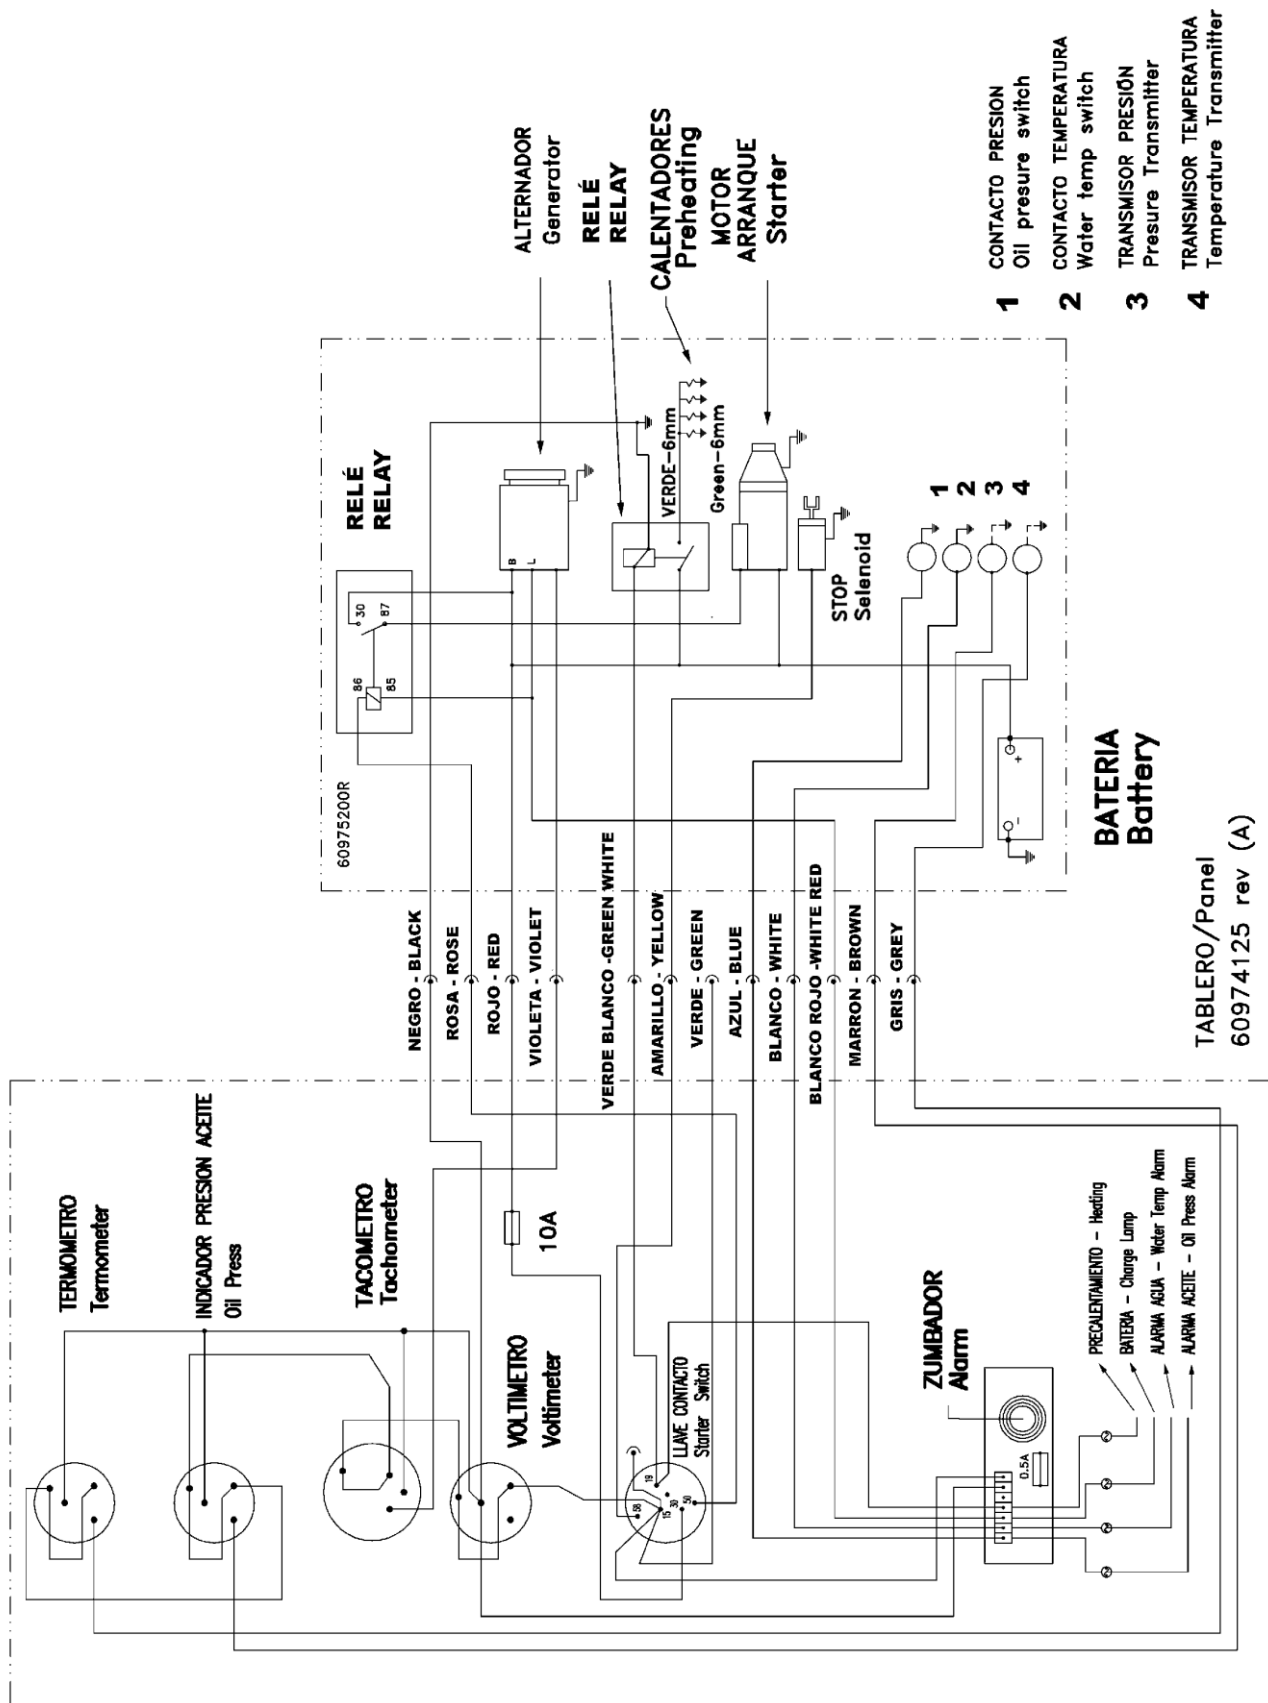 TERMOMETRO
Termometer
INDICADOR PRESION ACEITE
Oil Press
TACOMETRO
Tachometer
VOLTIMETRO
Voltimeter
10A
LLAVE CONTACTO
Starter Switch
58
19
15
30
50
ZUMBADOR
Alarm
0.5A
PRECALENTAMIENTO - Heating
BATERIA - Charge Lamp
ALARMA AGUA - Water Temp Alarm
ALARMA ACEITE - Oil Press Alarm
TABLERO/Panel
60974125 rev (A)
NEGRO - BLACK
ROSA - ROSE
ROJO - RED
VIOLETA - VIOLET
VERDE BLANCO -GREEN WHITE
AMARILLO - YELLOW
VERDE - GREEN
AZUL - BLUE
BLANCO - WHITE
BLANCO ROJO -WHITE RED
MARRON - BROWN
GRIS - GREY
60975200R
RELÉ
RELAY
86
85
30
87
B
L
VERDE-6mm
Green-6mm
STOP
Selenoid
1
2
3
4
+
-
BATERIA
Battery
ALTERNADOR
Generator
RELÉ
RELAY
CALENTADORES
Preheating
MOTOR
ARRANQUE
Starter
1 CONTACTO PRESION
Oil presure switch
2 CONTACTO TEMPERATURA
Water temp switch
3 TRANSMISOR PRESIÓN
Presure Transmitter
4 TRANSMISOR TEMPERATURA
Temperature Transmitter